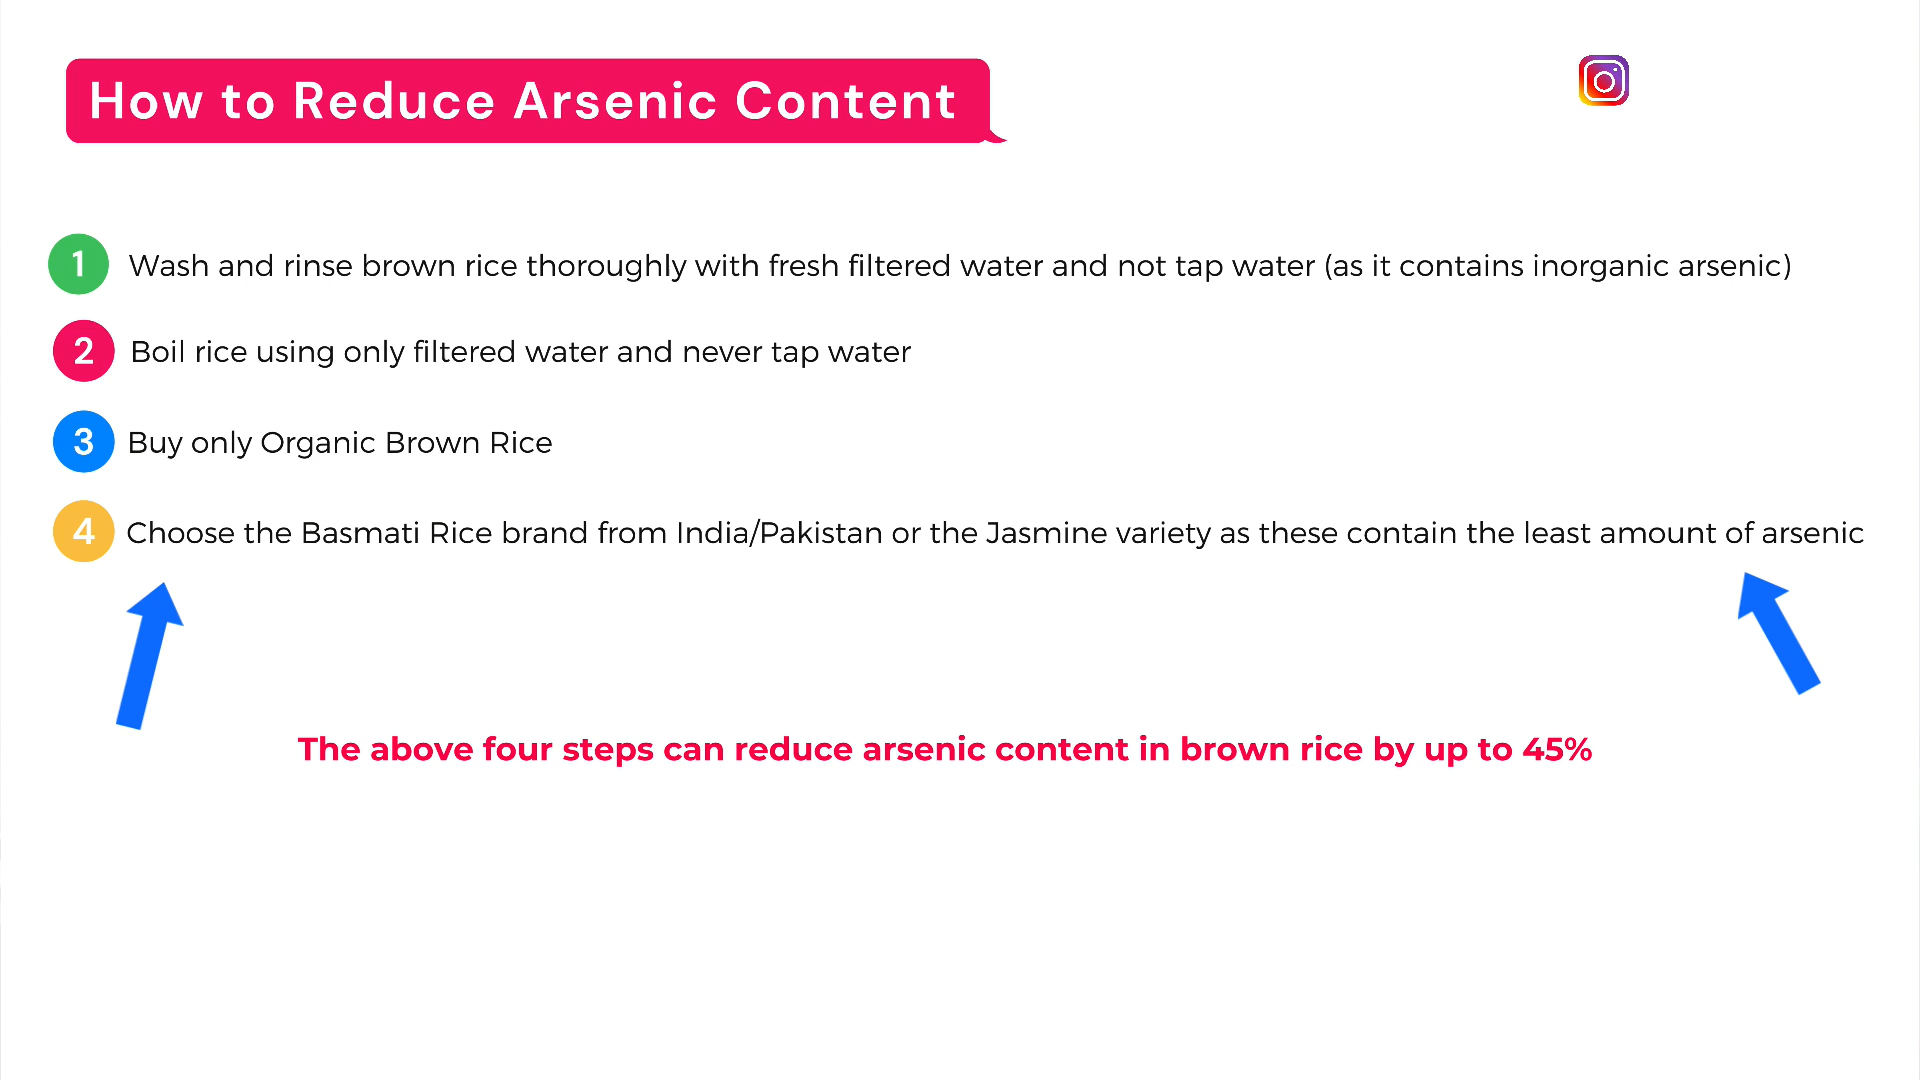 How to Reduce Arsenic Content
1 Wash and rinse brown rice thoroughly with fresh filtered water and not tap water (as it contains inorganic arsenic)
2 Boil rice using only filtered water and never tap water
3 Buy only Organic Brown Rice
4 Choose the Basmati Rice brand from India/Pakistan or the Jasmine variety as these contain the least amount of arsenic
The above four steps can reduce arsenic content in brown rice by up to 45%